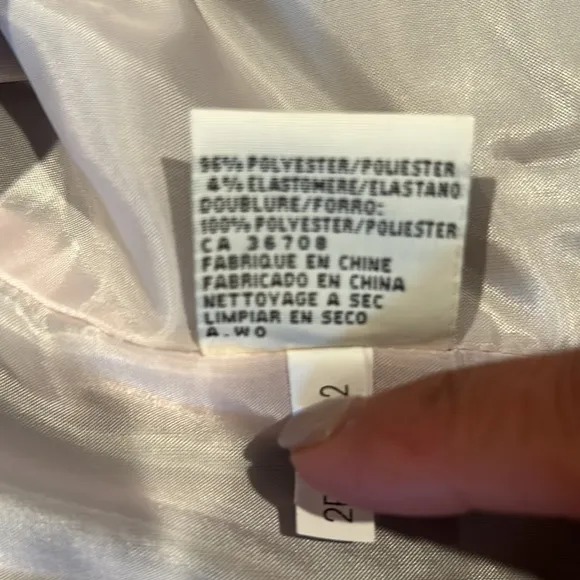 96% POLYESTER/POLIESTER
4% ELASTOMERE/ELASTANO
DOUBLURE/FORRO:
100% POLYESTER/POLIESTER
CA 36708
FABRIQUE EN CHINE
FABRICADO EN CHINA
NETTOYAGE A SEC
LIMPIAR EN SECO
A.WO
2